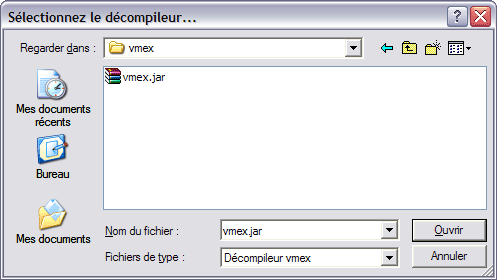 Sélectionnez le décompileur...
Regarder dans :
vmex
vmex.jar
Mes documents
récents
Bureau
Mes documents
Nom du fichier :
vmex.jar
Ouvrir
Fichiers de type :
Décompileur vmex
Annuler